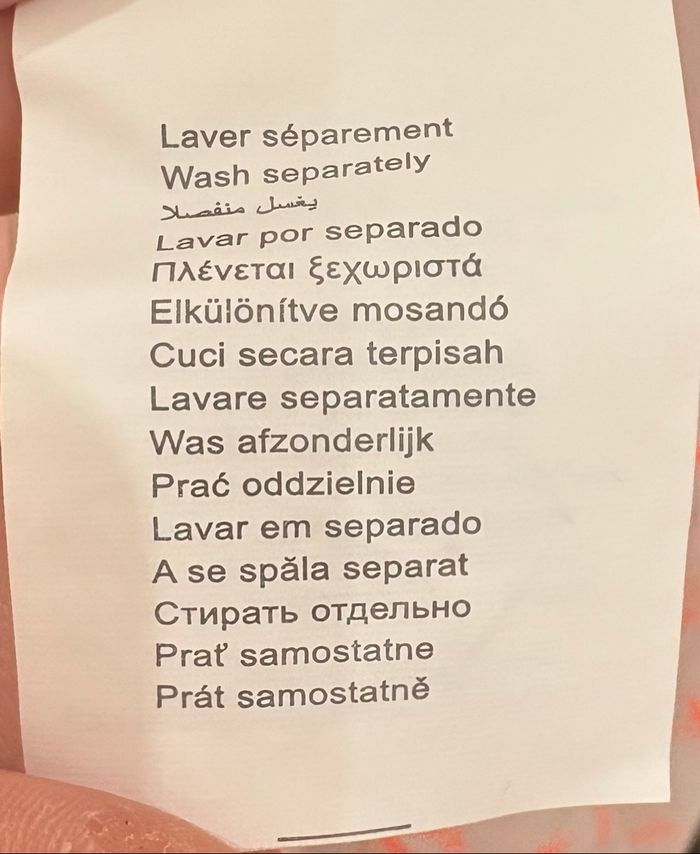 Laver séparement
Wash separately
يغسل منفصلا
Lavar por separado
Πλένεται ξεχωριστά
Elkülönítve mosandó
Cuci secara terpisah
Lavare separatamente
Was afzonderlijk
Prać oddzielnie
Lavar em separado
A se spăla separat
Стирать отдельно
Prať samostatne
Prát samostatně